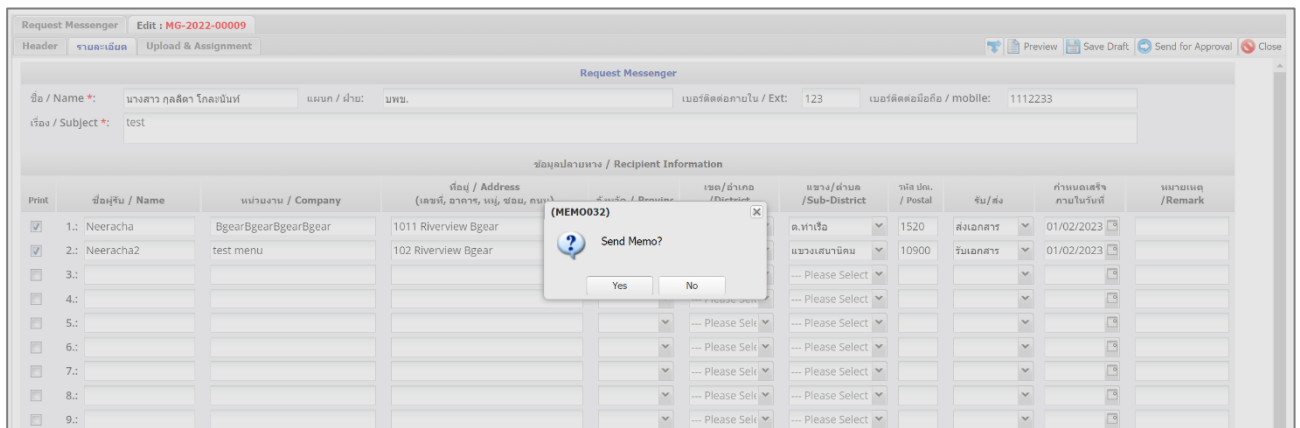 Request Messenger Edit : MG-2022-00009
Header รายละเอียด Upload & Assignment Preview Save Draft Send for Approval Close
Request Messenger
ชื่อ / Name *: นางสาว กุลสิตา โกละนันท์ แผนก / ฝ่าย: มพข. เบอร์ติดต่อภายใน / Ext: 123 เบอร์ติดต่อมือถือ / mobile: 1112233
เรื่อง / Subject *: test
ข้อมูลปลายทาง / Recipient Information
Print ชื่อผู้รับ / Name หน่วยงาน / Company ที่อยู่ / Address เขต/อำเภอ แขวง/ตำบล รหัส ปณ. รับ/ส่ง กำหนดเสร็จ หมายเหตุ
(เลขที่, อาคาร, หมู่, ซอย, ถนน) /District /Sub-District / Postal ภายในวันที่ /Remark
(MEMO032)
Send Memo?
Yes No
1.: Neeracha BgearBgearBgearBgear 1011 Riverview Bgear ต.ท่าเรือ 1520 ส่งเอกสาร 01/02/2023
2.: Neeracha2 test menu 102 Riverview Bgear แขวงเสนานิคม 10900 รับเอกสาร 01/02/2023
3.: --- Please Select
4.: --- Please Select
5.: --- Please Sele --- Please Select
6.: --- Please Sele --- Please Select
7.: --- Please Sele --- Please Select
8.: --- Please Sele --- Please Select
9.: --- Please Sele --- Please Select